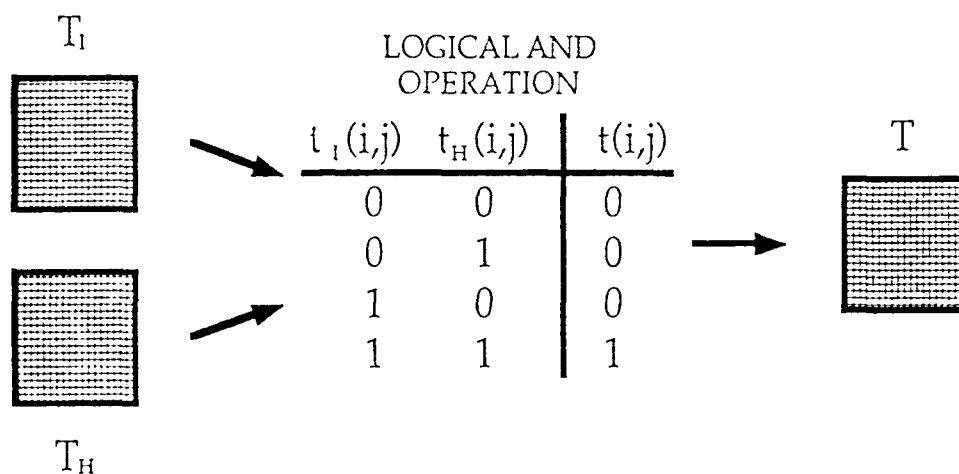 T_I
LOGICAL AND
OPERATION
t_I(i,j) t_H(i,j) t(i,j)
0 0 0
0 1 0
1 0 0
1 1 1
T
T_H